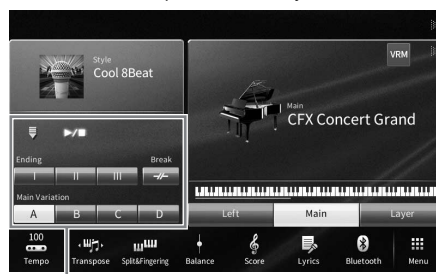 Style
Cool 8Beat
VRM
Main
CFX Concert Grand
Ending
Break
I
II
III
Main Variation
A
B
C
D
Left
Main
Layer
100
Tempo
Transpose
Split&Fingering
Balance
Score
Lyrics
Bluetooth
Menu